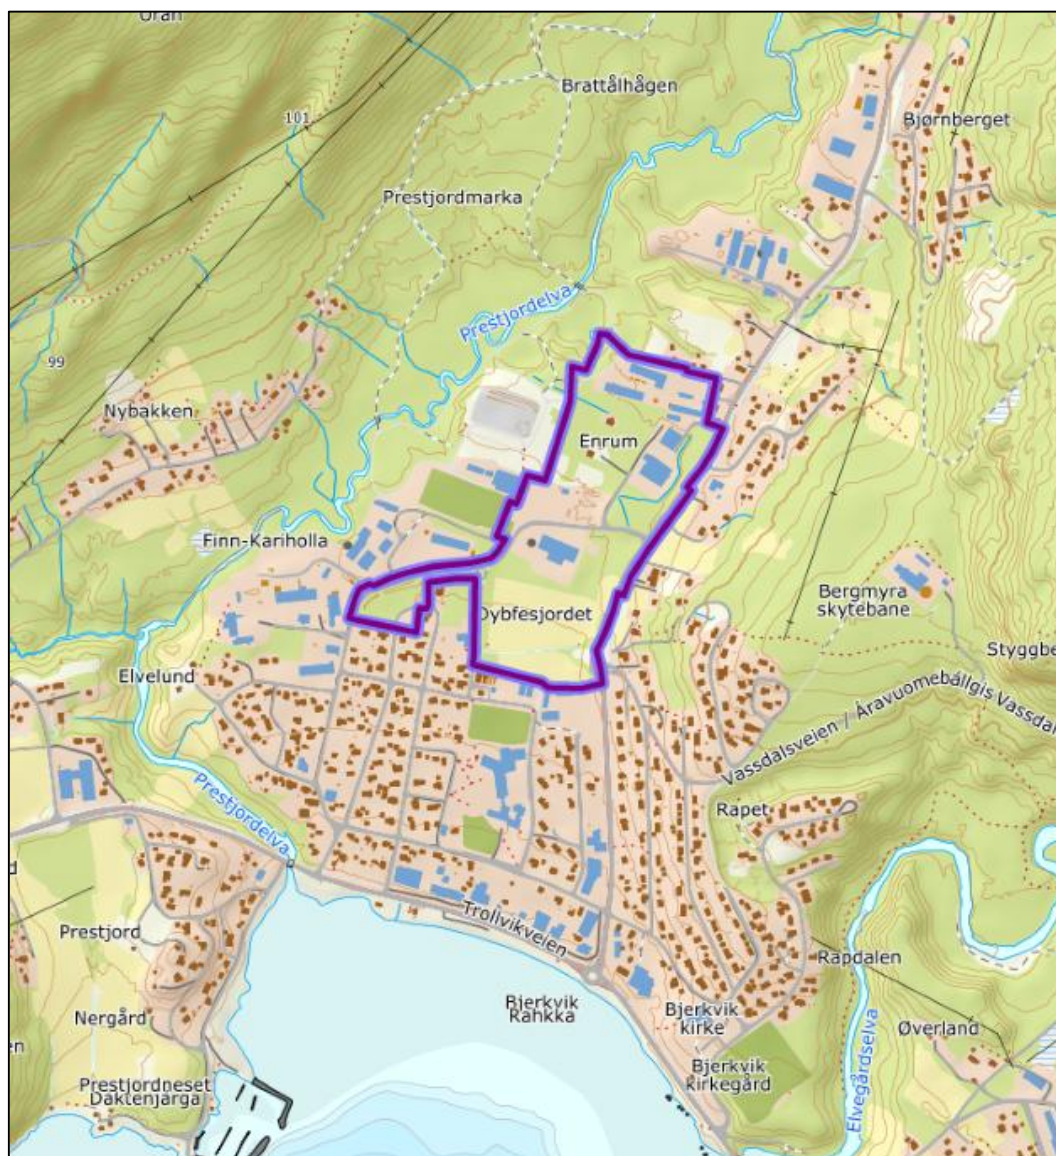 Oran
Brattålhågen
101
Bjørnberget
Prestjordmarka
Prestjordelva
99
Nybakken
Enrum
Finn-Kariholla
Dybfesjordet
Bergmyra
skytebane
Styggbe
Elvelund
Vassdalsveien / Áravuomebálgis Vassdal
Prestjordelva
Rapet
Trollvikveien
Prestjord
Rapdalen
Bjerkvik
Rahkka
Bjerkvik
kirke
Nergård
Øverland
Elvegårdselva
Bjerkvik
kirkegård
Prestjordneset
Daktenjárga